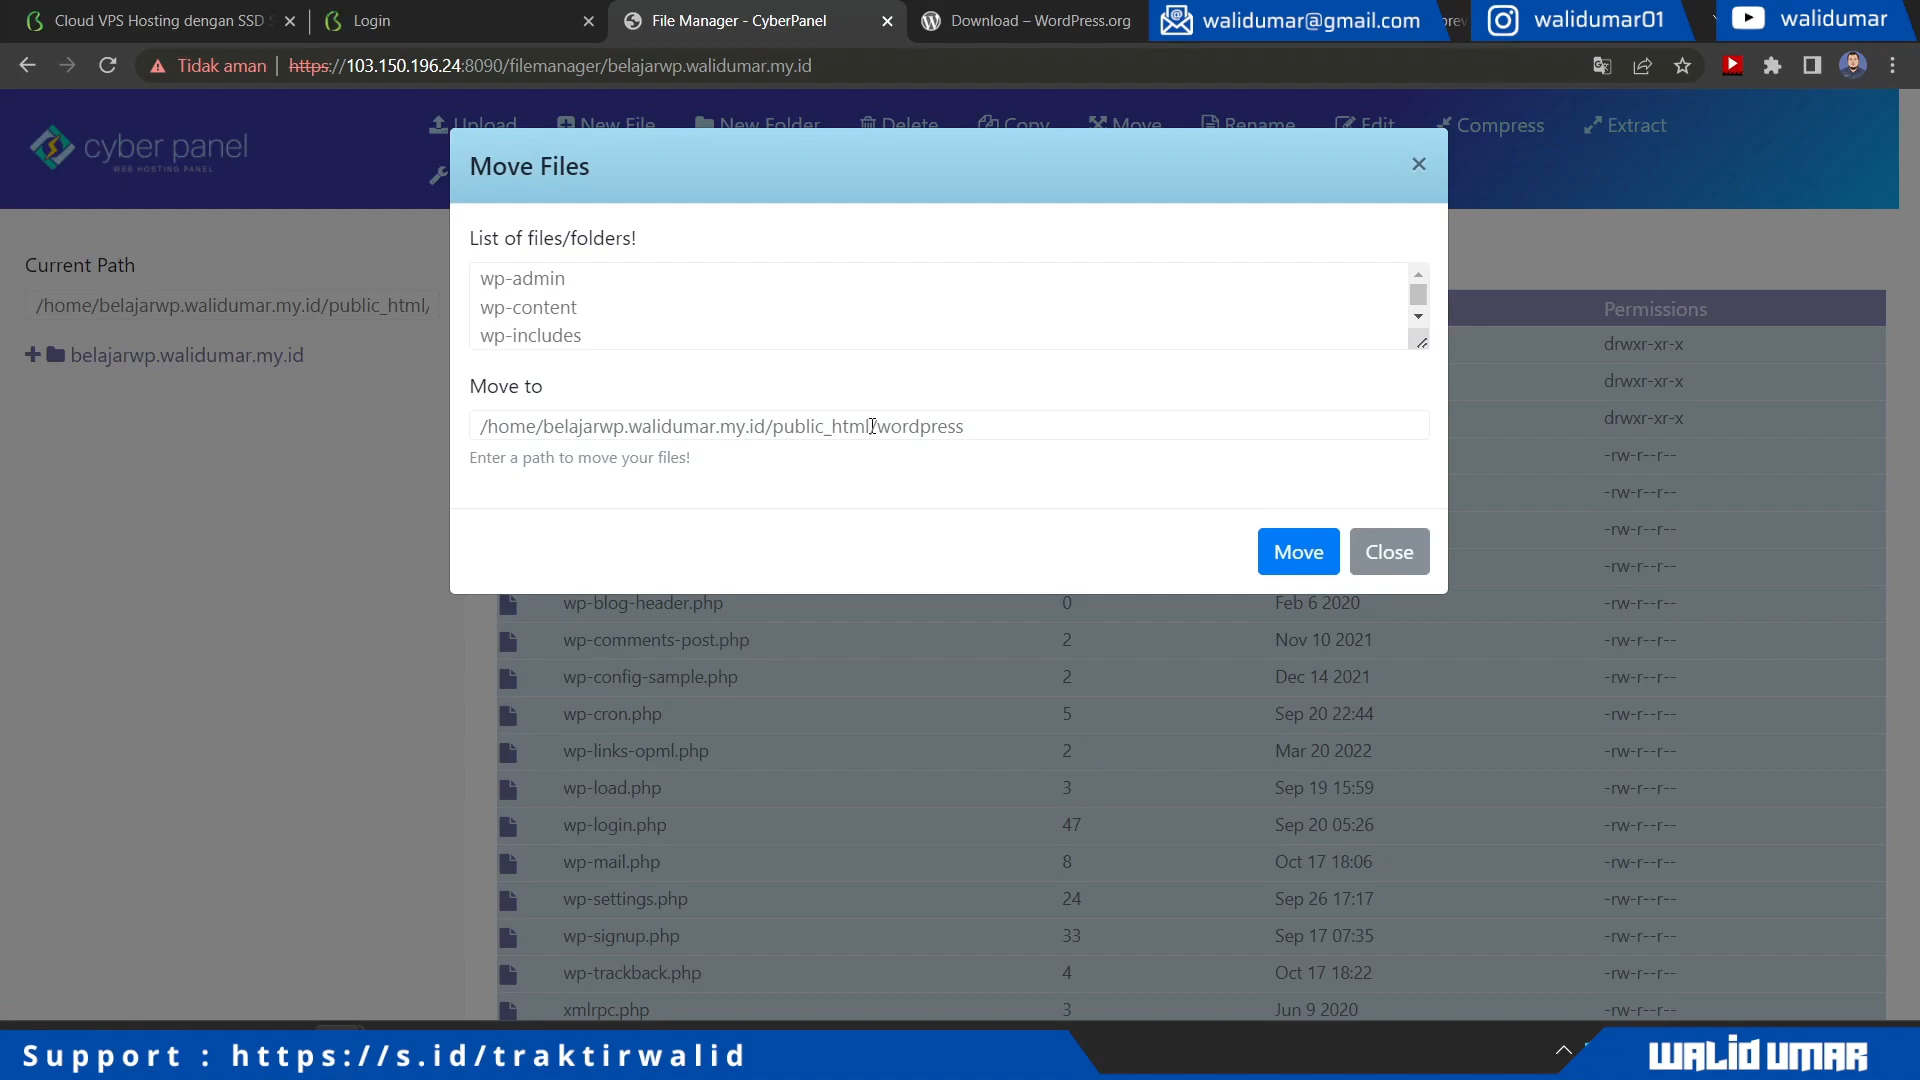 Cloud VPS Hosting dengan SSD
Login
File Manager - CyberPanel
Download – WordPress.org
walidumar@gmail.com
walidumar01
walidumar
Tidak aman
https://103.150.196.24:8090/filemanager/belajarwp.walidumar.my.id
cyber panel
WEB HOSTING PANEL
Upload
New File
New Folder
Delete
Copy
Move
Rename
Edit
Compress
Extract
Move Files
List of files/folders!
wp-admin
wp-content
wp-includes
Move to
/home/belajarwp.walidumar.my.id/public_html/wordpress
Enter a path to move your files!
Move
Close
Current Path
/home/belajarwp.walidumar.my.id/public_html/
belajarwp.walidumar.my.id
Permissions
drwxr-xr-x
drwxr-xr-x
drwxr-xr-x
-rw-r--r--
-rw-r--r--
-rw-r--r--
-rw-r--r--
wp-blog-header.php 0 Feb 6 2020 -rw-r--r--
wp-comments-post.php 2 Nov 10 2021 -rw-r--r--
wp-config-sample.php 2 Dec 14 2021 -rw-r--r--
wp-cron.php 5 Sep 20 22:44 -rw-r--r--
wp-links-opml.php 2 Mar 20 2022 -rw-r--r--
wp-load.php 3 Sep 19 15:59 -rw-r--r--
wp-login.php 47 Sep 20 05:26 -rw-r--r--
wp-mail.php 8 Oct 17 18:06 -rw-r--r--
wp-settings.php 24 Sep 26 17:17 -rw-r--r--
wp-signup.php 33 Sep 17 07:35 -rw-r--r--
wp-trackback.php 4 Oct 17 18:22 -rw-r--r--
xmlrpc.php 3 Jun 9 2020 -rw-r--r--
Support : https://s.id/traktirwalid
WALID UMAR